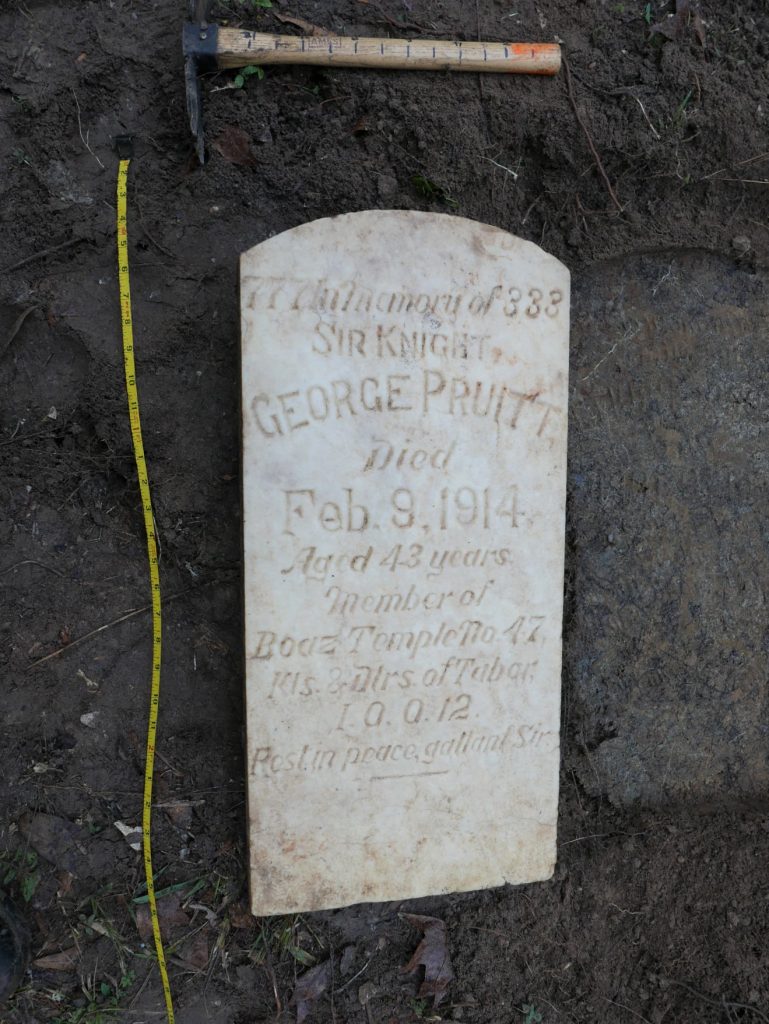 777 In memory of 333
SIR KNIGHT,
GEORGE PRUITT,
Died
Feb. 9, 1914.
Aged 43 years.
Member of
Boaz Temple No. 47,
Kts. & Dtrs. of Tabor,
I. O. O. 12.
Rest in peace, gallant Sir.